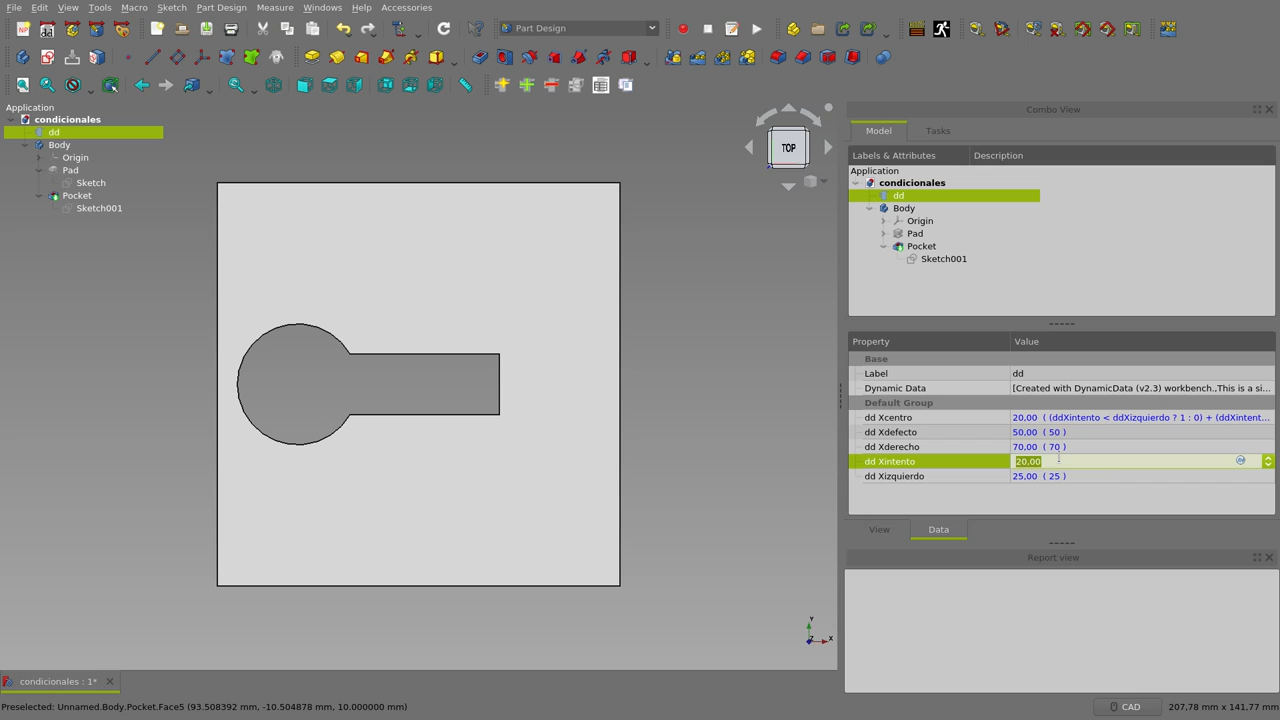 File Edit View Tools Macro Sketch Part Design Measure Windows Help Accessories
Part Design
Application
condicionales
dd
Body
Origin
Pad
Sketch
Pocket
Sketch001
TOP
Y
Z
X
condicionales : 1*
Preselected: Unnamed.Body.Pocket.Face5 (93.508392 mm, -10.504878 mm, 10.000000 mm)
Combo View
Model Tasks
Labels & Attributes Description
Application
condicionales
dd
Body
Origin
Pad
Pocket
Sketch001
Property Value
Base
Label dd
Dynamic Data [Created with DynamicData (v2.3) workbench.,This is a si...
Default Group
dd Xcentro 20,00 ( (ddXintento < ddXizquierdo ? 1 : 0) + (ddXintent...
dd Xdefecto 50,00 ( 50 )
dd Xderecho 70,00 ( 70 )
dd Xintento 20,00
dd Xizquierdo 25,00 ( 25 )
View Data
Report view
CAD 207,78 mm x 141,77 mm